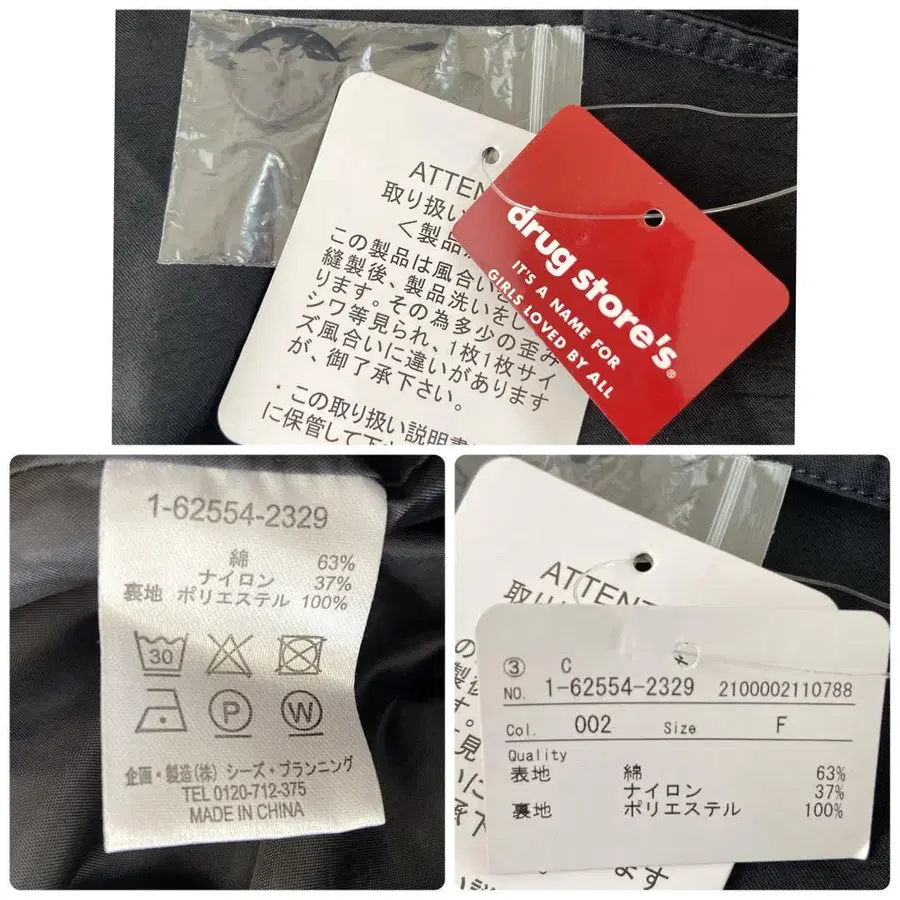 ATTEN
取り扱い
＜製品
この製品は風合い
縫製後、製品洗いをし
ります。その為多少の歪み
シワ等見られ、1枚1枚サイ
ズ風合いに違いがあります
が、御了承下さい。
・この取り扱い説明書
に保管して下
drug store's®
IT'S A NAME FOR
GIRLS LOVED BY ALL
1-62554-2329
綿 63%
ナイロン 37%
裏地 ポリエステル 100%
30
P
W
企画・製造(株) シーズ・プランニング
TEL 0120-712-375
MADE IN CHINA
ATTENT
取り
③ C
NO. 1-62554-2329 2100002110788
Col. 002 Size F
Quality
表地 綿 63%
ナイロン 37%
裏地 ポリエステル 100%